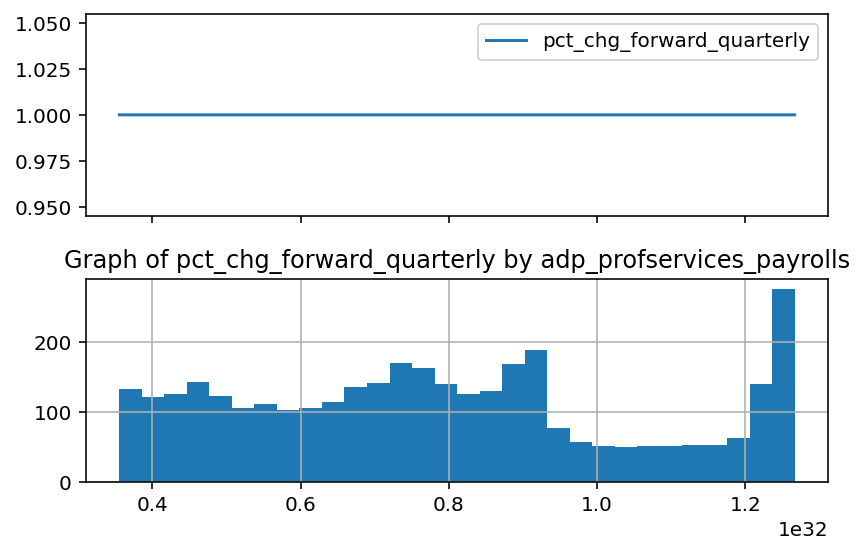 1.050
1.025
1.000
0.975
0.950
pct_chg_forward_quarterly
Graph of pct_chg_forward_quarterly by adp_profservices_payrolls
200
100
0
0.4 0.6 0.8 1.0 1.2
1e32